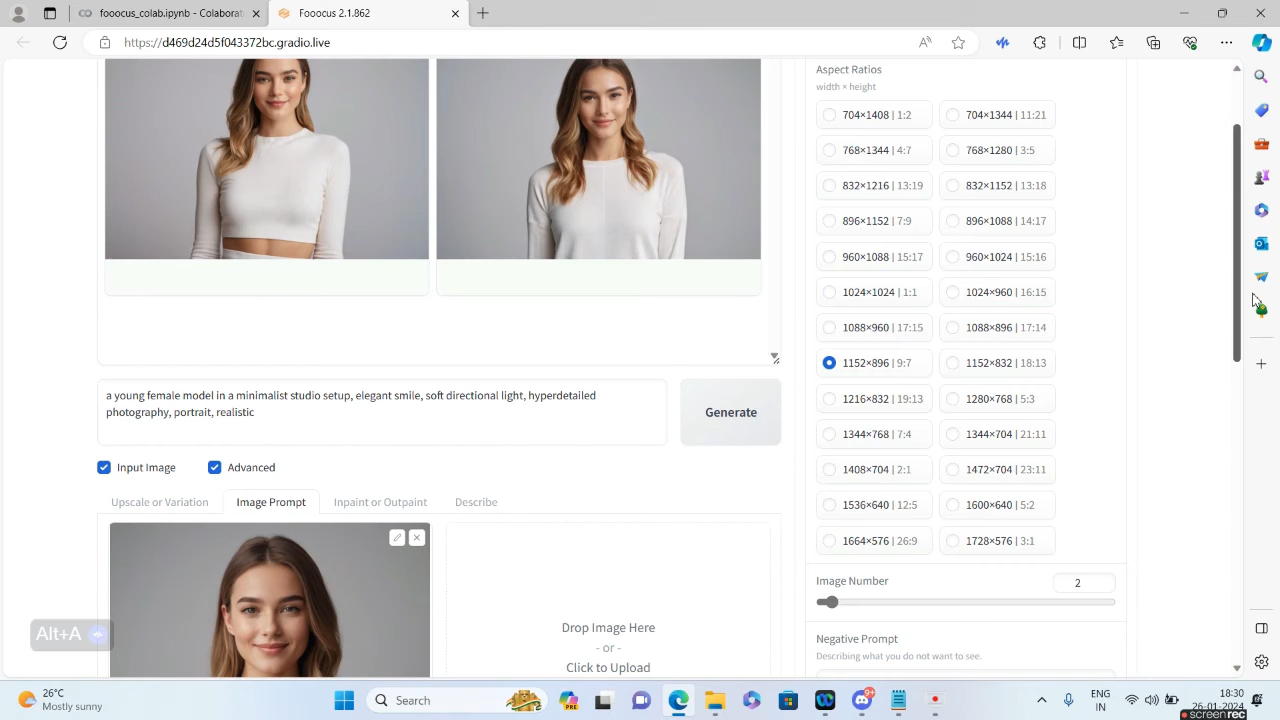 fooocus_colab.ipynb - Colaborat
Fooocus 2.1.862
https://d469d24d5f043372bc.gradio.live
Aspect Ratios
width × height
704×1408 | 1:2
704×1344 | 11:21
768×1344 | 4:7
768×1280 | 3:5
832×1216 | 13:19
832×1152 | 13:18
896×1152 | 7:9
896×1088 | 14:17
960×1088 | 15:17
960×1024 | 15:16
1024×1024 | 1:1
1024×960 | 16:15
1088×960 | 17:15
1088×896 | 17:14
1152×896 | 9:7
1152×832 | 18:13
1216×832 | 19:13
1280×768 | 5:3
1344×768 | 7:4
1344×704 | 21:11
1408×704 | 2:1
1472×704 | 23:11
1536×640 | 12:5
1600×640 | 5:2
1664×576 | 26:9
1728×576 | 3:1
a young female model in a minimalist studio setup, elegant smile, soft directional light, hyperdetailed
photography, portrait, realistic
Generate
Input Image
Advanced
Upscale or Variation
Image Prompt
Inpaint or Outpaint
Describe
Image Number
2
Drop Image Here
- or -
Click to Upload
Negative Prompt
Describing what you do not want to see.
Alt+A
26°C
Mostly sunny
Search
PRE
9+
ENG
IN
18:30
26-01-2024
screenrec